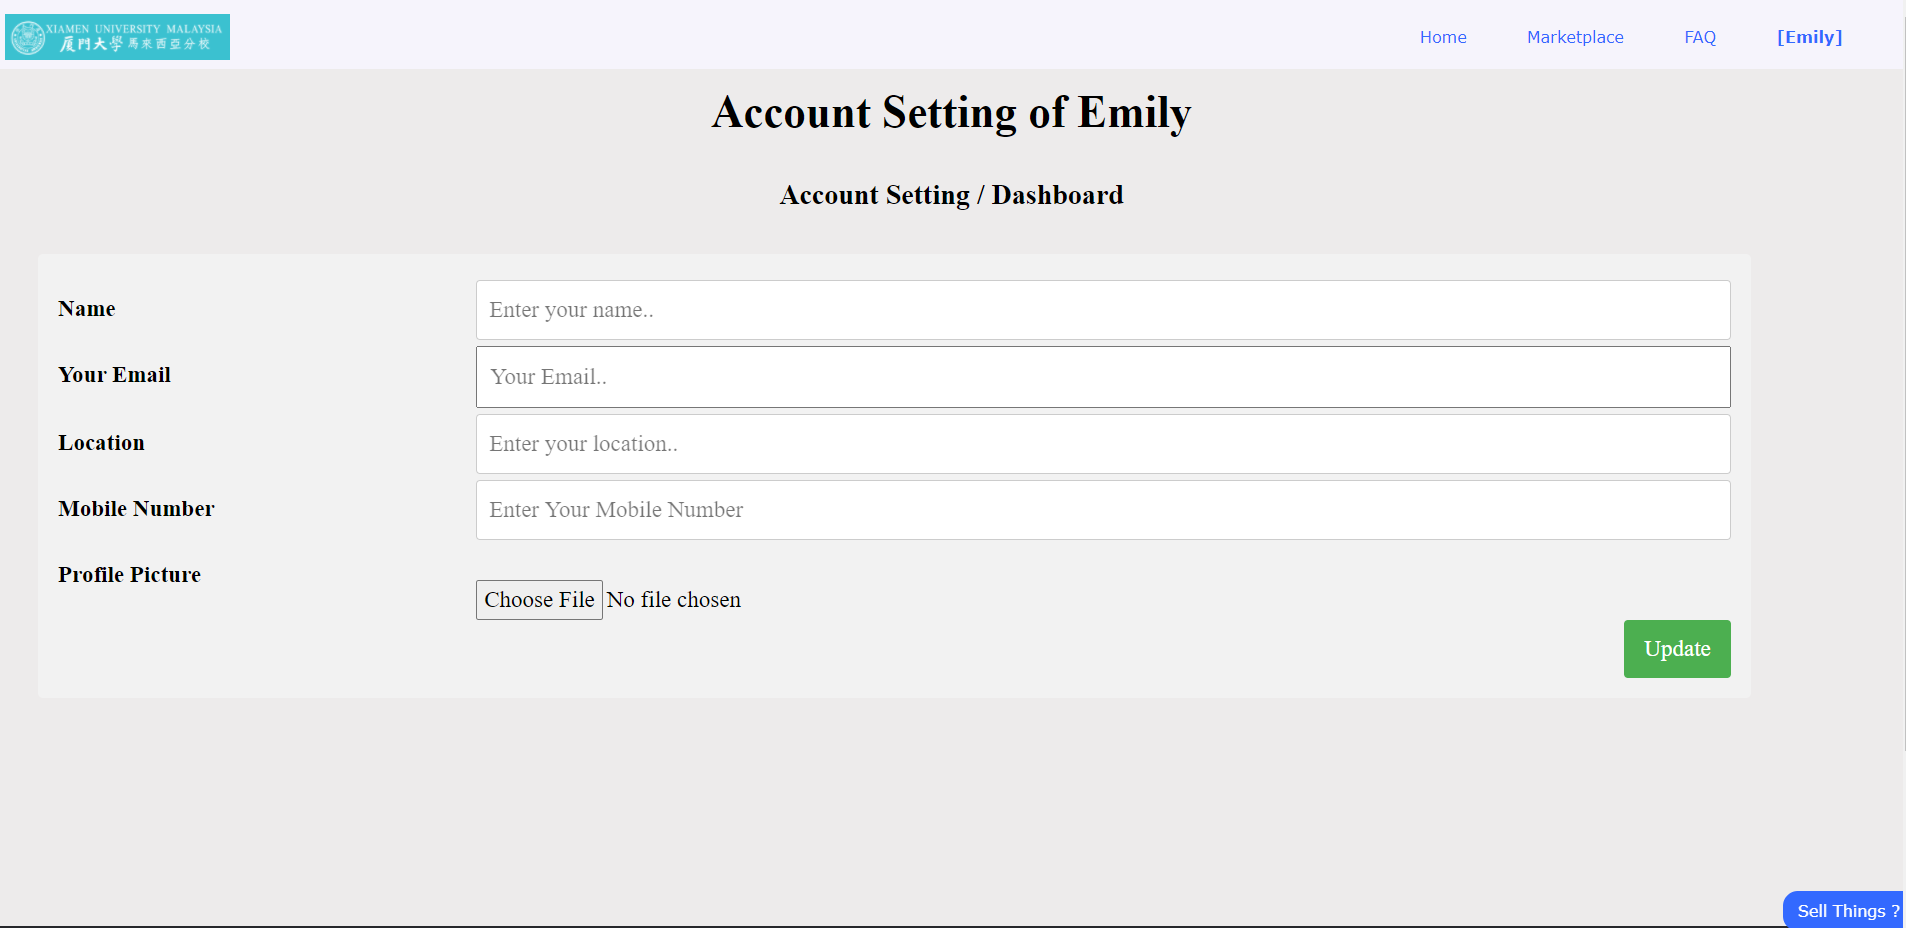 XIAMEN UNIVERSITY MALAYSIA
厦門大學馬來西亞分校
Home
Marketplace
FAQ
[Emily]
Account Setting of Emily
Account Setting / Dashboard
Name
Enter your name..
Your Email
Your Email..
Location
Enter your location..
Mobile Number
Enter Your Mobile Number
Profile Picture
Choose File No file chosen
Update
Sell Things ?